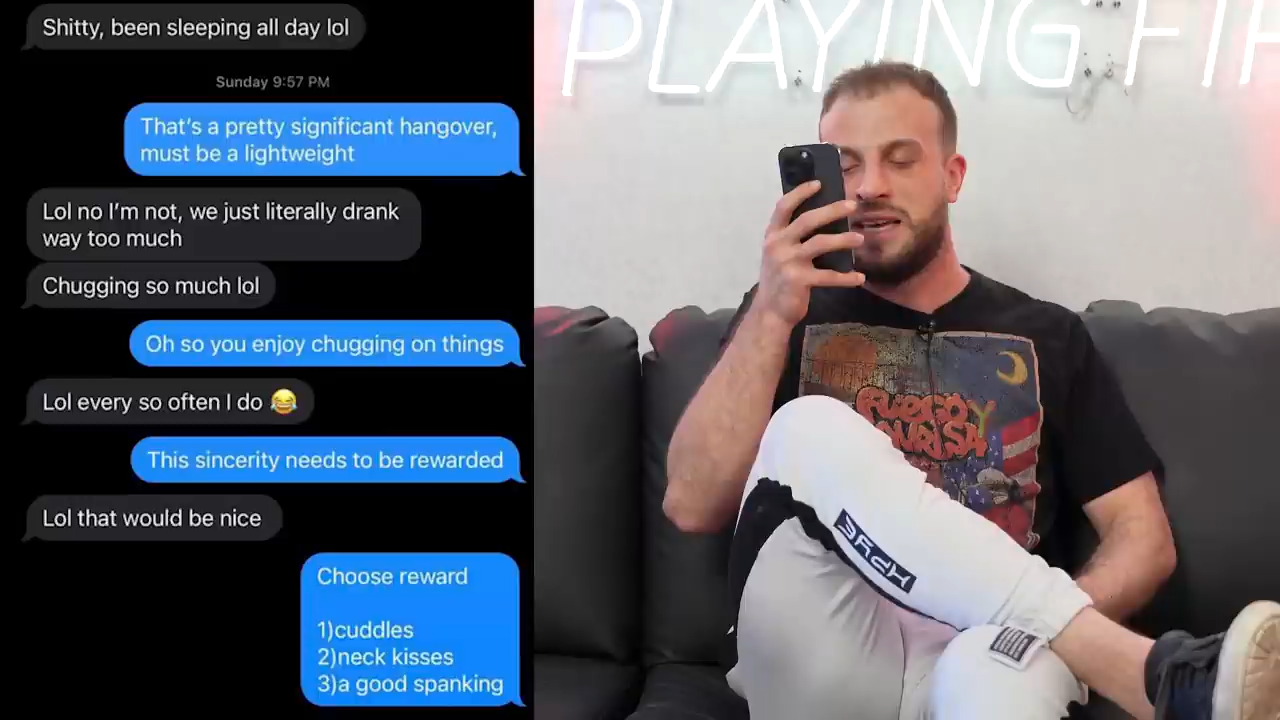 Shitty, been sleeping all day lol
Sunday 9:57 PM
That's a pretty significant hangover,
must be a lightweight
Lol no I'm not, we just literally drank
way too much
Chugging so much lol
Oh so you enjoy chugging on things
Lol every so often I do 😂
This sincerity needs to be rewarded
Lol that would be nice
Choose reward
1)cuddles
2)neck kisses
3)a good spanking
PLAYING FIR
FUEGO Y